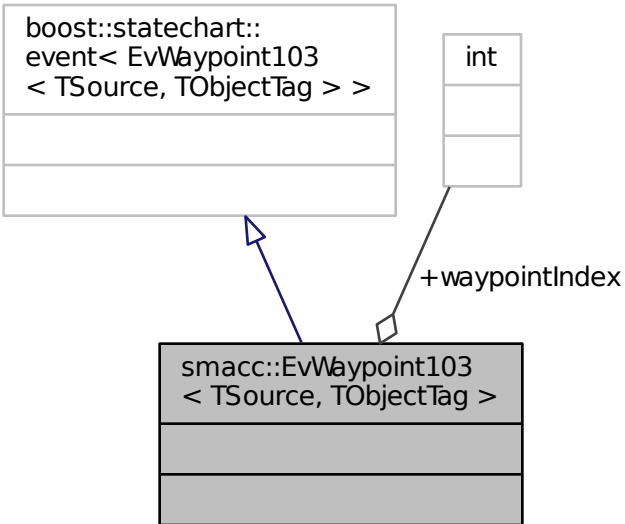 boost::statechart::
event< EvWaypoint103
< TSource, TObjectTag > >
int
+waypointIndex
smacc::EvWaypoint103
< TSource, TObjectTag >